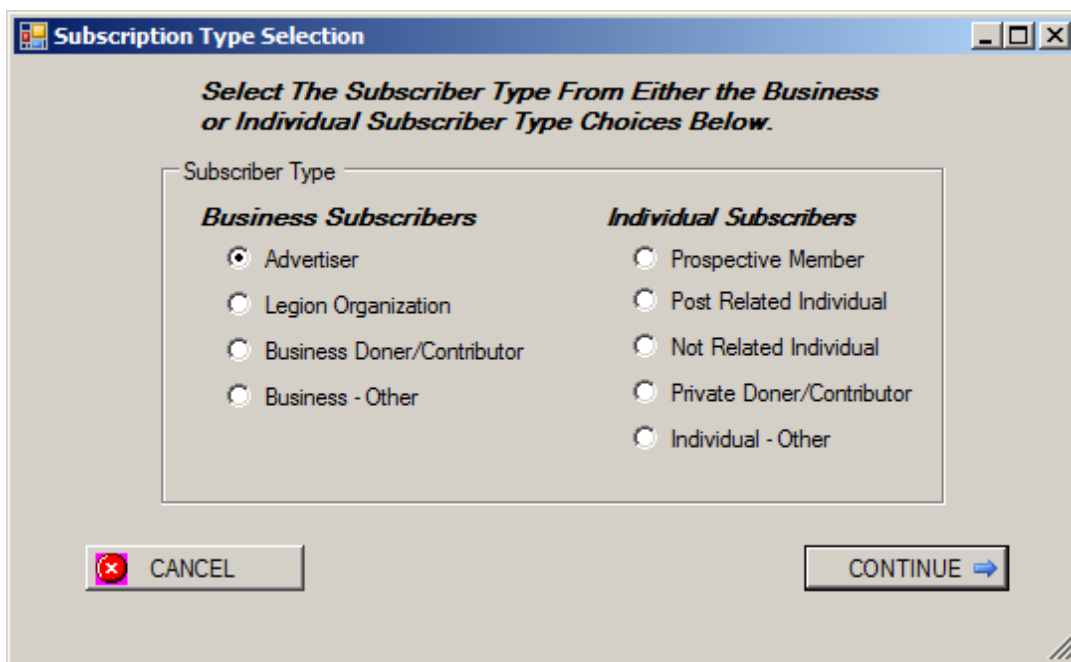 Subscription Type Selection
Select The Subscriber Type From Either the Business
or Individual Subscriber Type Choices Below.
Subscriber Type
Business Subscribers
Advertiser
Legion Organization
Business Doner/Contributor
Business - Other
Individual Subscribers
Prospective Member
Post Related Individual
Not Related Individual
Private Doner/Contributor
Individual - Other
CANCEL
CONTINUE